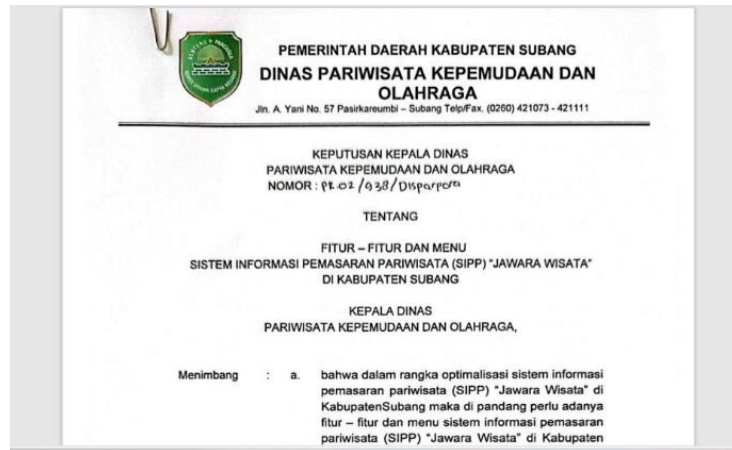 PEMERINTAH DAERAH KABUPATEN SUBANG
DINAS PARIWISATA KEPEMUDAAN DAN
OLAHRAGA
Jln. A. Yani No. 57 Pasirkareumbi – Subang Telp/Fax. (0260) 421073 - 421111
KEPUTUSAN KEPALA DINAS
PARIWISATA KEPEMUDAAN DAN OLAHRAGA
NOMOR : PR.02/938/Disparpora
TENTANG
FITUR – FITUR DAN MENU
SISTEM INFORMASI PEMASARAN PARIWISATA (SIPP) "JAWARA WISATA"
DI KABUPATEN SUBANG
KEPALA DINAS
PARIWISATA KEPEMUDAAN DAN OLAHRAGA,
Menimbang : a. bahwa dalam rangka optimalisasi sistem informasi
pemasaran pariwisata (SIPP) "Jawara Wisata" di
KabupatenSubang maka di pandang perlu adanya
fitur – fitur dan menu sistem informasi pemasaran
pariwisata (SIPP) "Jawara Wisata" di Kabupaten